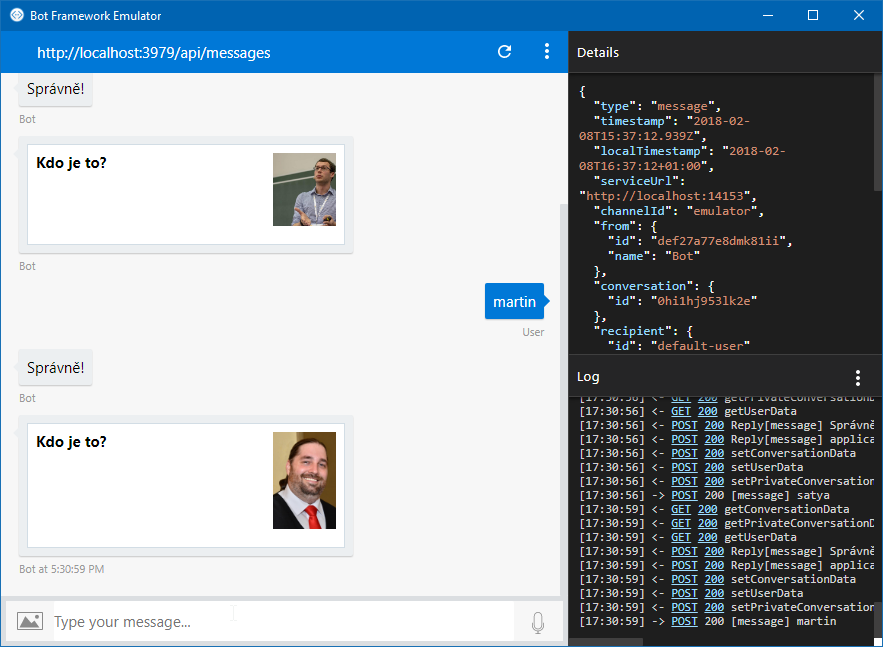 Bot Framework Emulator
http://localhost:3979/api/messages
Správně!
Bot
Kdo je to?
Bot
martin
User
Správně!
Bot
Kdo je to?
Bot at 5:30:59 PM
Type your message...
Details
{
"type": "message",
"timestamp": "2018-02-
08T15:37:12.939Z",
"localTimestamp": "2018-02-
08T16:37:12+01:00",
"serviceUrl":
"http://localhost:14153",
"channelId": "emulator",
"from": {
"id": "def27a77e8dmk81ii",
"name": "Bot"
},
"conversation": {
"id": "0hi1hj953lk2e"
},
"recipient": {
"id": "default-user"
Log
[17:30:56] <- GET 200 getPrivateConversationD
[17:30:56] <- GET 200 getUserData
[17:30:56] <- POST 200 Reply[message] Správně
[17:30:56] <- POST 200 Reply[message] applica
[17:30:56] <- POST 200 setConversationData
[17:30:56] <- POST 200 setUserData
[17:30:56] <- POST 200 setPrivateConversation
[17:30:56] -> POST 200 [message] satya
[17:30:59] <- GET 200 getConversationData
[17:30:59] <- GET 200 getPrivateConversationD
[17:30:59] <- GET 200 getUserData
[17:30:59] <- POST 200 Reply[message] Správně
[17:30:59] <- POST 200 Reply[message] applica
[17:30:59] <- POST 200 setConversationData
[17:30:59] <- POST 200 setUserData
[17:30:59] <- POST 200 setPrivateConversation
[17:30:59] -> POST 200 [message] martin